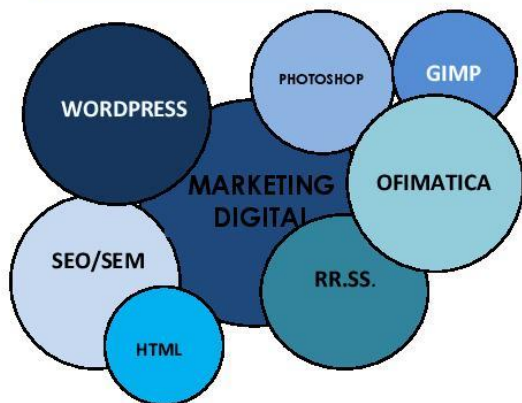 PHOTOSHOP
GIMP
WORDPRESS
MARKETING
DIGITAL
OFIMATICA
SEO/SEM
RR.SS.
HTML